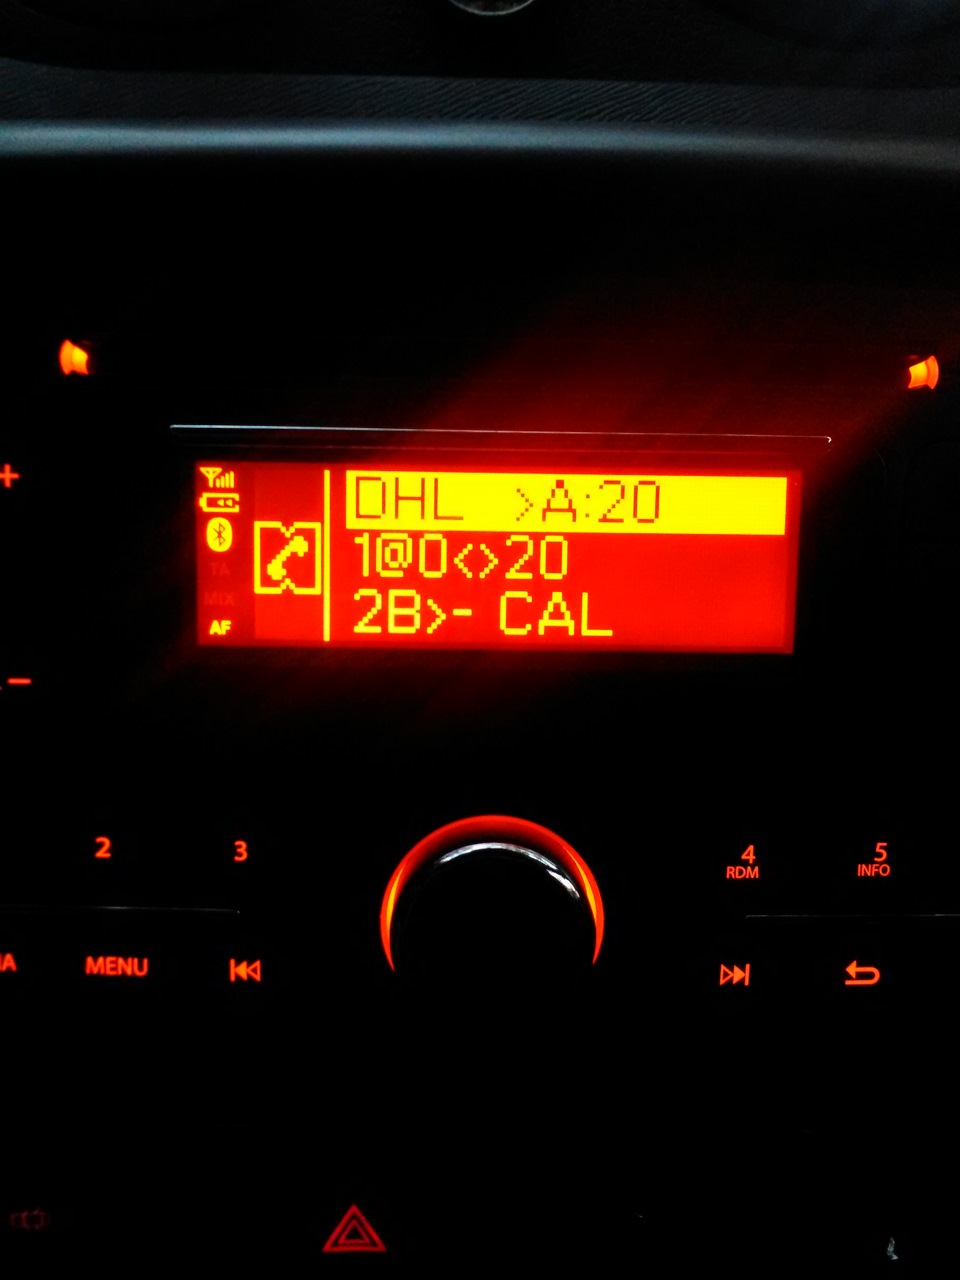 DHL >A:20
1@0<>20
2B>- CAL
TA
MIX
AF
+
-
2
3
4
RDM
5
INFO
MENU